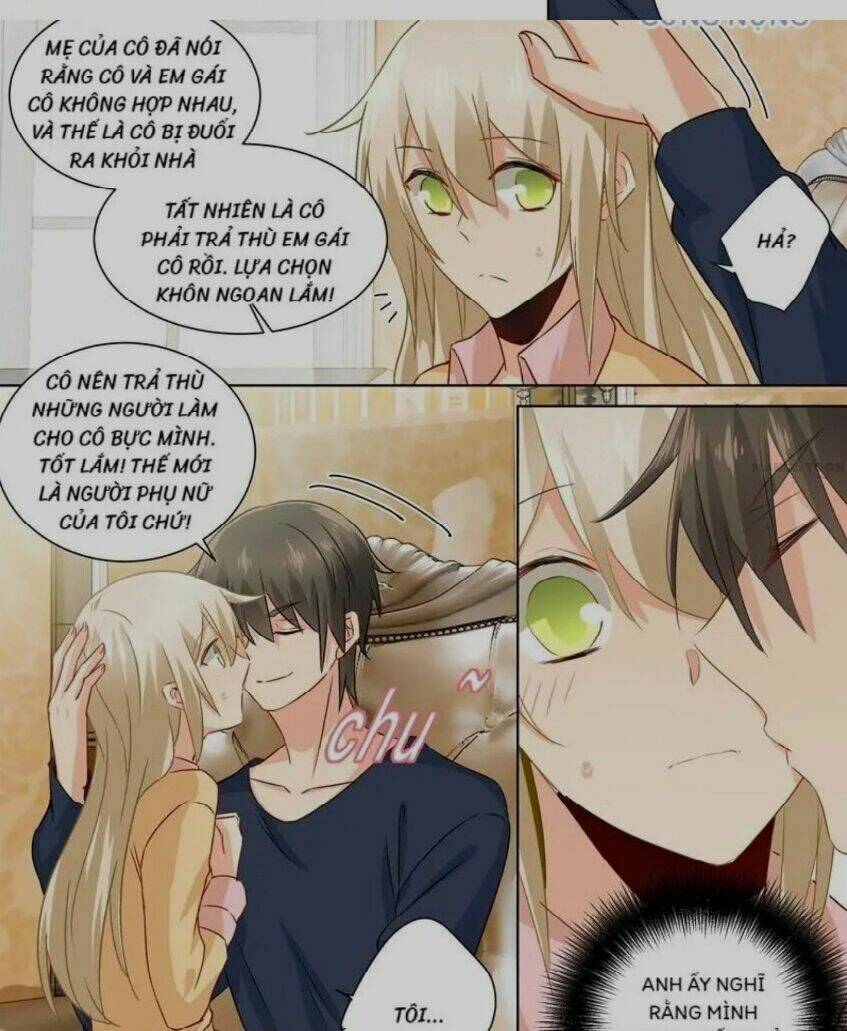 MẸ CỦA CÔ ĐÃ NÓI
RẰNG CÔ VÀ EM GÁI
CÔ KHÔNG HỢP NHAU,
VÀ THẾ LÀ CÔ BỊ ĐUỔI
RA KHỎI NHÀ
TẤT NHIÊN LÀ CÔ
PHẢI TRẢ THÙ EM GÁI
CÔ RỒI. LỰA CHỌN
KHÔN NGOAN LẮM!
HẢ?
CÔ NÊN TRẢ THÙ
NHỮNG NGƯỜI LÀM
CHO CÔ BỰC MÌNH.
TỐT LẮM! THẾ MỚI
LÀ NGƯỜI PHỤ NỮ
CỦA TÔI CHỨ!
chu ~
TÔI...
ANH ẤY NGHĨ
RẰNG MÌNH